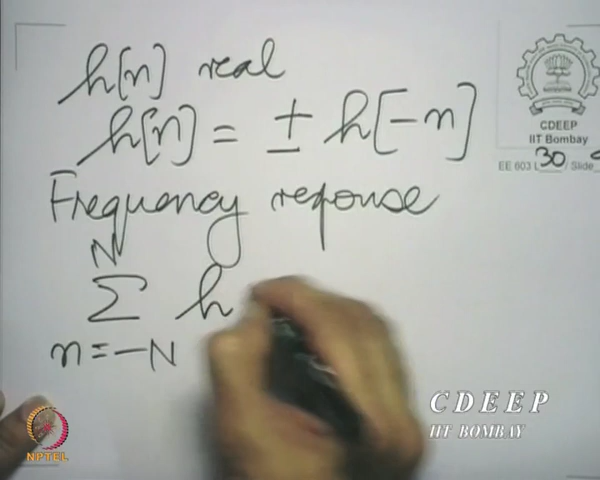 h[n] real
h[n] = ± h[-n]
Frequency reponse
N
Σ h
n = -N
CDEEP
IIT Bombay
EE 603 L 30 / Slide
CDEEP
IIT BOMBAY
NPTEL